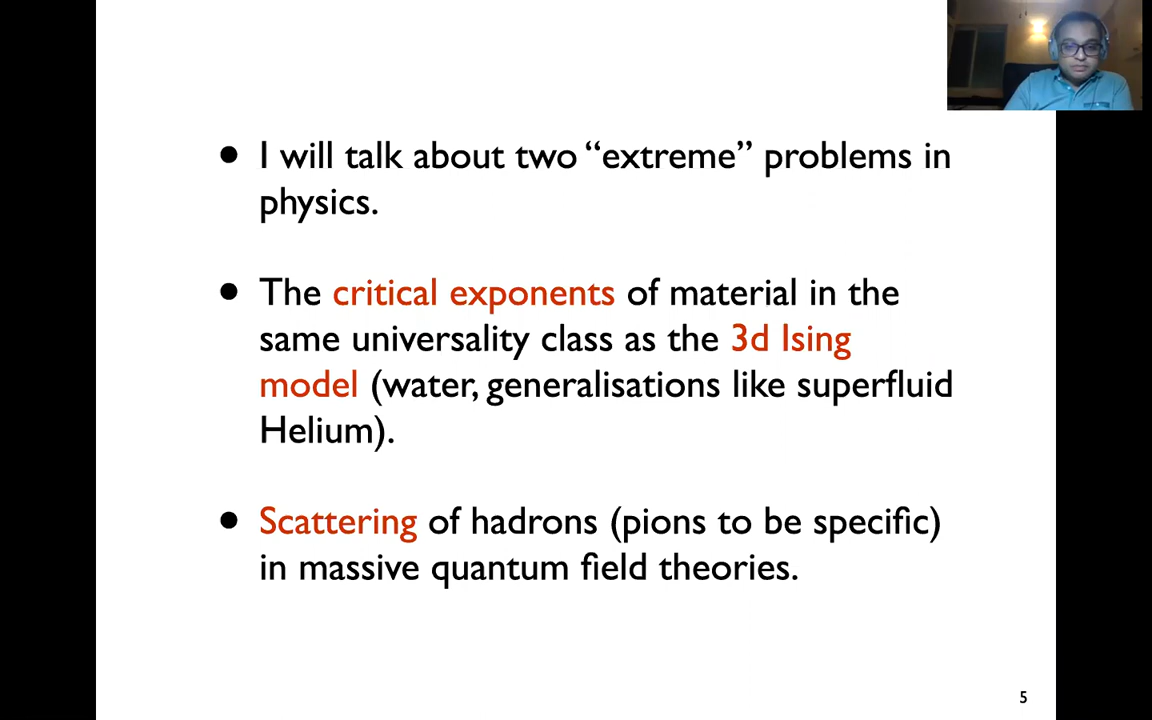 • I will talk about two “extreme” problems in
physics.
• The critical exponents of material in the
same universality class as the 3d Ising
model (water, generalisations like superfluid
Helium).
• Scattering of hadrons (pions to be specific)
in massive quantum field theories.
5